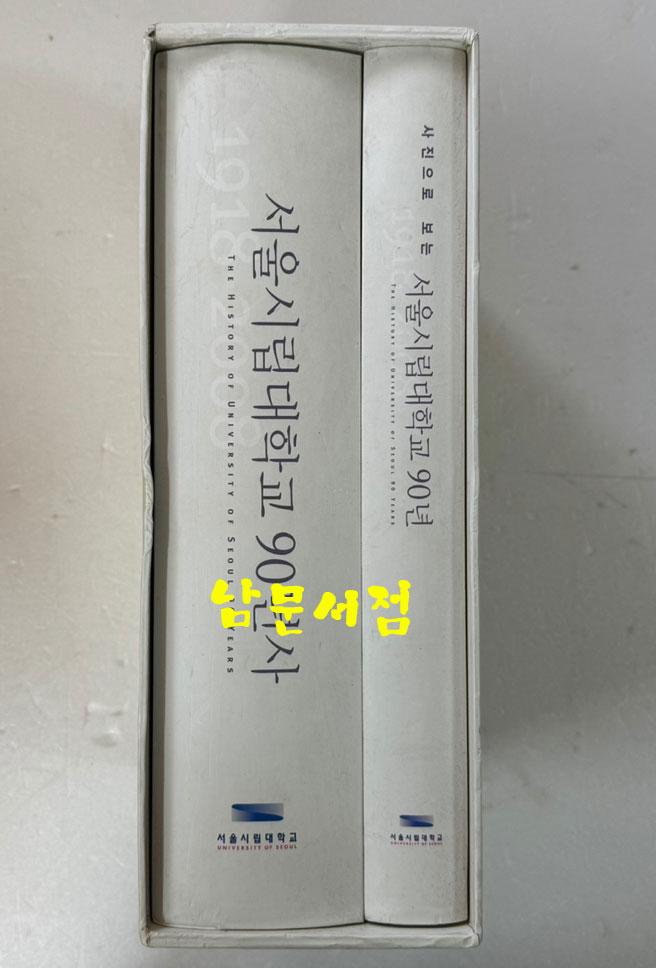 1918 2008
서울시립대학교 90년사
THE HISTORY OF UNIVERSITY OF SEOUL 90 YEARS
서울시립대학교
UNIVERSITY OF SEOUL
사진으로 보는 서울시립대학교 90년
THE HISTORY OF UNIVERSITY OF SEOUL 90 YEARS
서울시립대학교
UNIVERSITY OF SEOUL
남문서점